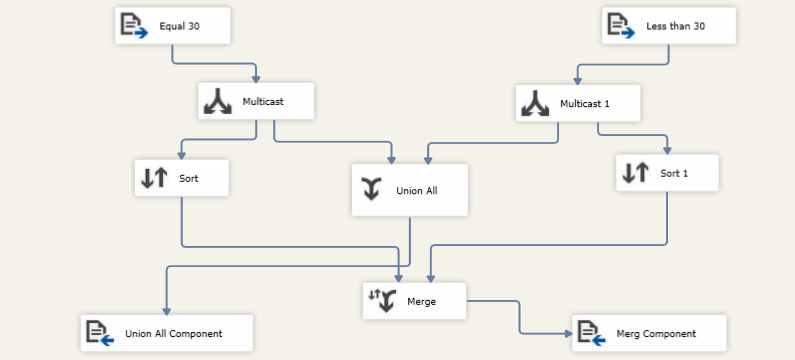 Equal 30
Less than 30
Multicast
Multicast 1
Sort
Union All
Sort 1
Merge
Union All Component
Merg Component